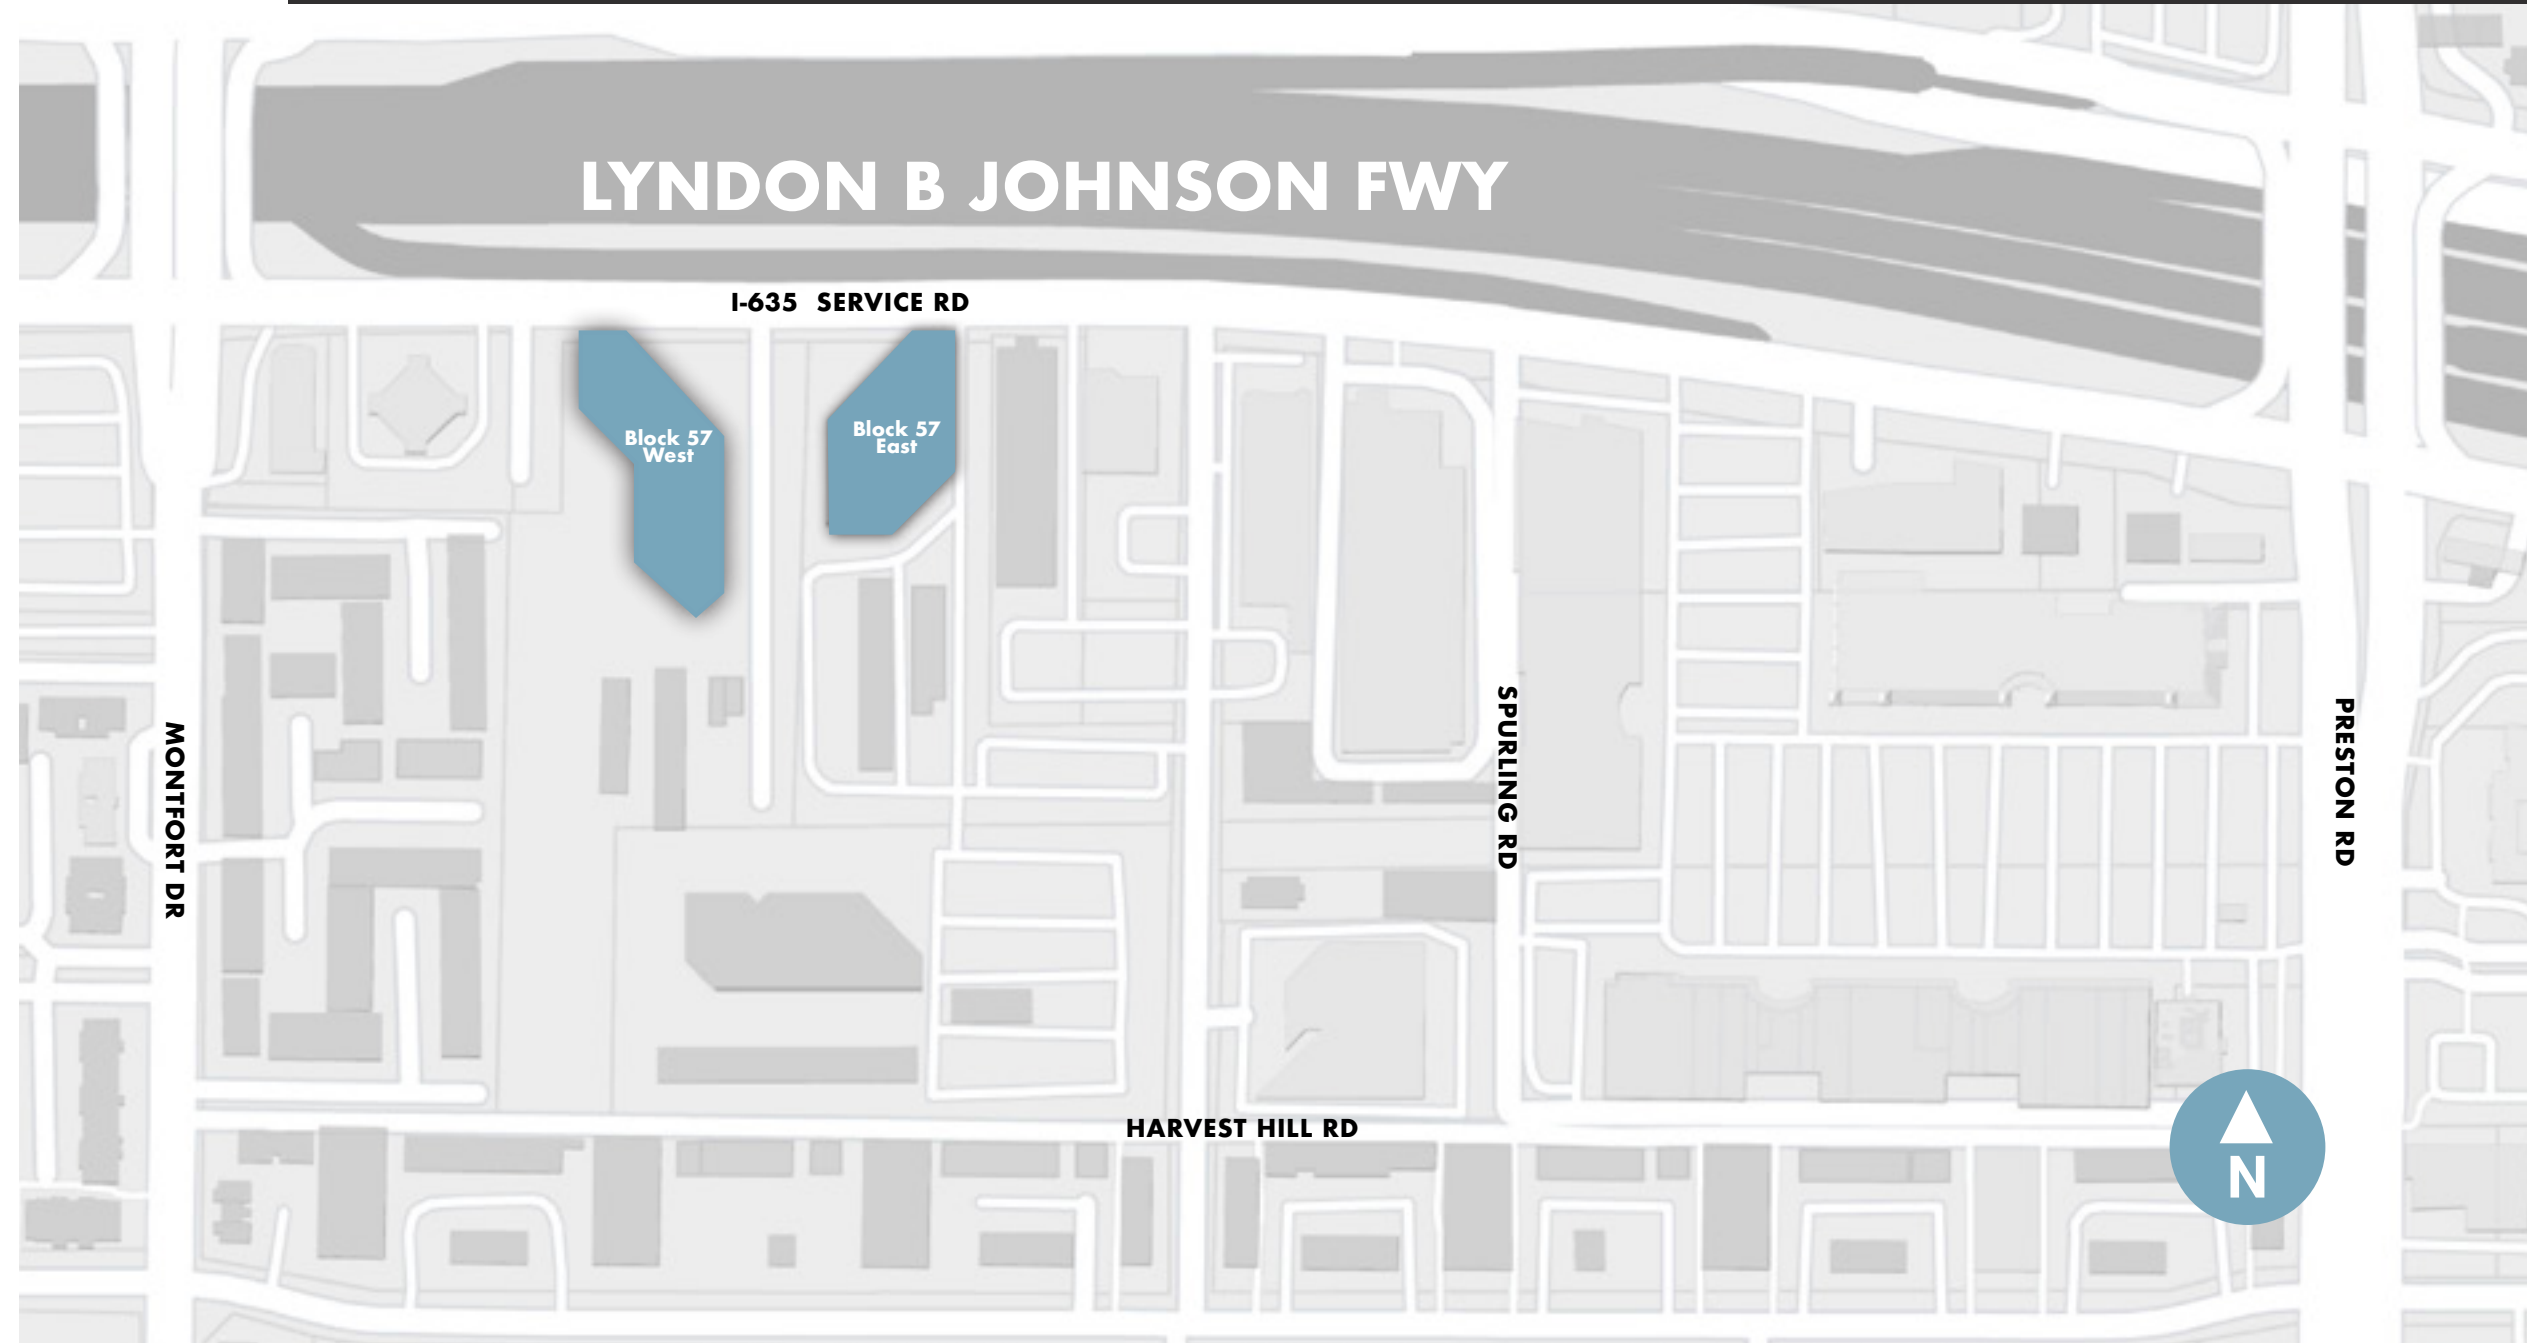 LYNDON B JOHNSON FWY
I-635 SERVICE RD
Block 57
West
Block 57
East
MONTFORT DR
SPURLING RD
PRESTON RD
HARVEST HILL RD
N